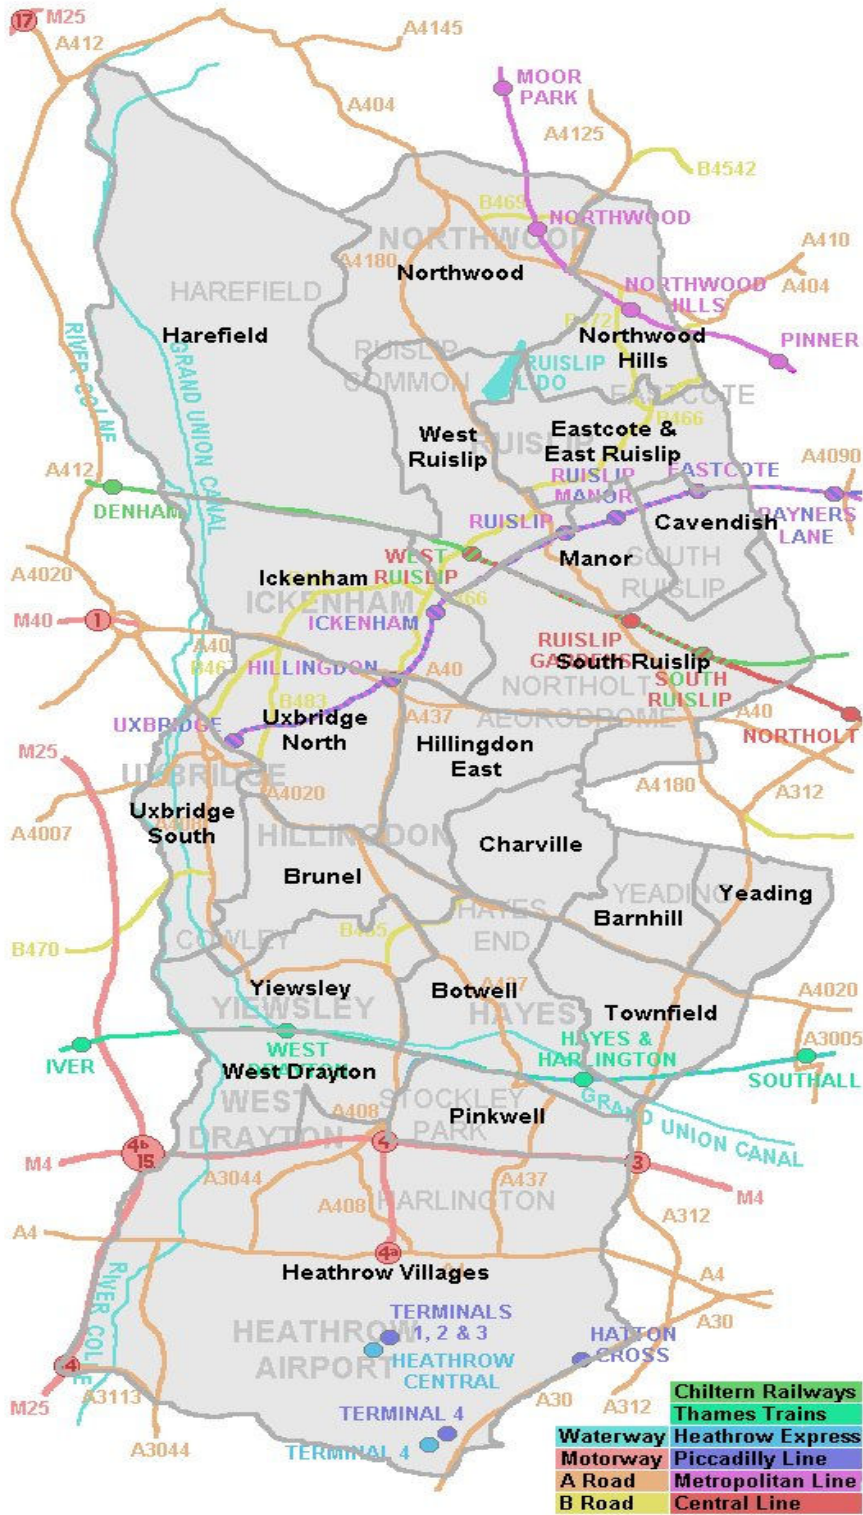 17
M25
A412
A4145
A404
MOOR
PARK
A4125
B4542
B469
NORTHWOOD
NORTHWOOD
A4180
Northwood
A410
A404
NORTHWOOD
HILLS
HAREFIELD
Harefield
RIVER COLNE
GRAND UNION CANAL
Northwood
Hills
PINNER
RUISLIP
COMMON
RUISLIP
LIDO
EASTCOTE
B466
West
Ruislip
RUISLIP
Eastcote &
East Ruislip
A412
DENHAM
RUISLIP
MANOR
EASTCOTE
A4090
RUISLIP
Cavendish
RAYNERS
LANE
Manor
SOUTH
RUISLIP
A4020
WEST
RUISLIP
Ickenham
ICKENHAM
ICKENHAM
M40
1
A40
HILLINGDON
A40
RUISLIP
GARDENS
South Ruislip
SOUTH
RUISLIP
B483
NORTHOLT
AERODROME
UXBRIDGE
Uxbridge
North
A437
A40
NORTHOLT
M25
Hillingdon
East
UXBRIDGE
A4020
A4180
A312
A4007
Uxbridge
South
HILLINGDON
Charville
Brunel
YEADING
Yeading
Barnhill
HAYES
END
B470
COWLEY
Yiewsley
YIEWSLEY
Botwell
A437
HAYES
Townfield
A4020
A3005
IVER
WEST
DRAYTON
HAYES &
HARLINGTON
SOUTHALL
West Drayton
WEST
DRAYTON
A408
STOCKLEY
PARK
Pinkwell
GRAND UNION CANAL
M4
4b
15
4
3
M4
A3044
A408
A437
HARLINGTON
A312
A4
4a
A4
Heathrow Villages
RIVER COLNE
A30
HEATHROW
AIRPORT
TERMINALS
1, 2 & 3
HEATHROW
CENTRAL
HATTON
CROSS
14
M25
A3113
A3044
A30
A312
TERMINAL 4
TERMINAL 4
Chiltern Railways
Thames Trains
Waterway
Heathrow Express
Motorway
Piccadilly Line
A Road
Metropolitan Line
B Road
Central Line